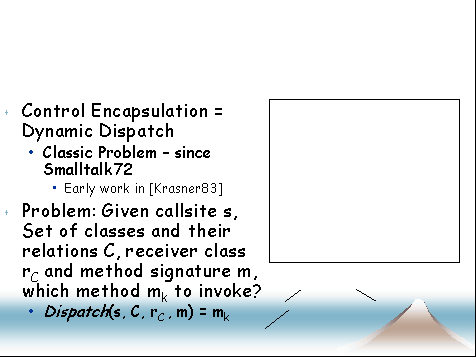 Control Encapsulation =
Dynamic Dispatch
Classic Problem – since
Smalltalk72
Early work in [Krasner83]
Problem: Given callsite s,
Set of classes and their
relations C, receiver class
r_C and method signature m,
which method m_k to invoke?
Dispatch(s, C, r_C, m) = m_k